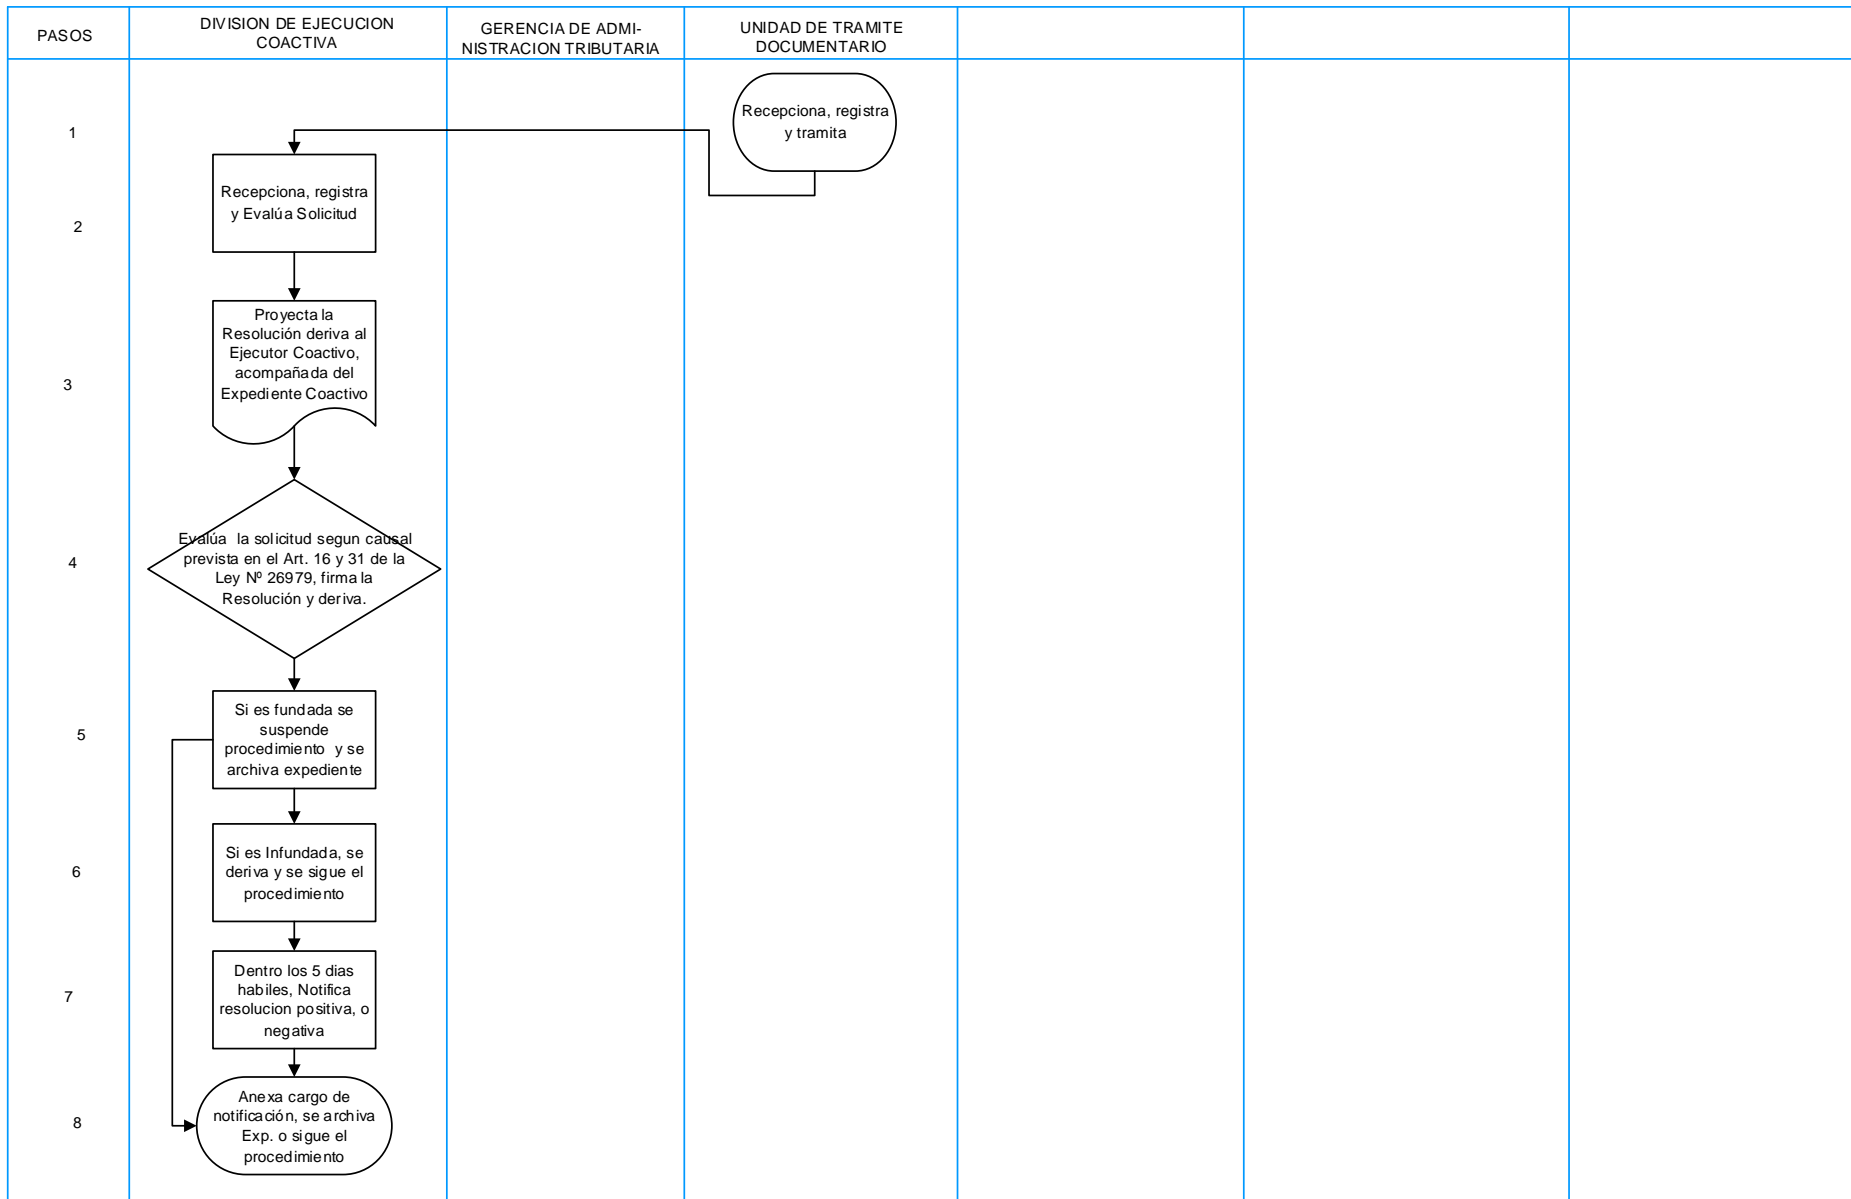 PASOS
DIVISION DE EJECUCION
COACTIVA
GERENCIA DE ADMI-
NISTRACION TRIBUTARIA
UNIDAD DE TRAMITE
DOCUMENTARIO
1
Recepciona, registra
y tramita
2
Recepciona, registra
y Evalúa Solicitud
3
Proyecta la
Resolución deriva al
Ejecutor Coactivo,
acompañada del
Expediente Coactivo
4
Evalúa la solicitud segun causal
prevista en el Art. 16 y 31 de la
Ley Nº 26979, firma la
Resolución y deriva.
5
Si es fundada se
suspende
procedimiento y se
archiva expediente
6
Si es Infundada, se
deriva y se sigue el
procedimiento
7
Dentro los 5 dias
habiles, Notifica
resolucion positiva, o
negativa
8
Anexa cargo de
notificación, se archiva
Exp. o sigue el
procedimiento